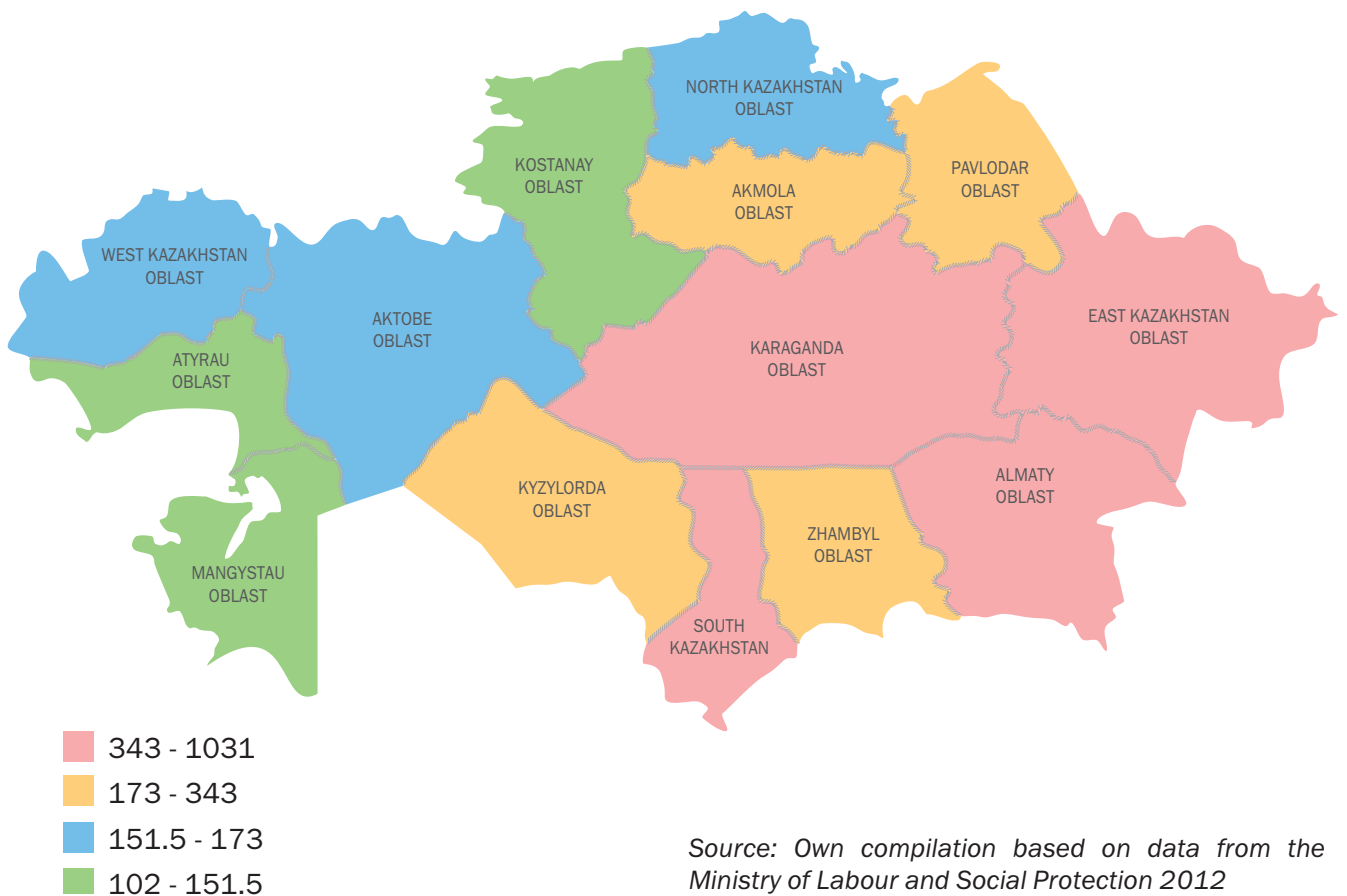 NORTH KAZAKHSTAN
OBLAST
KOSTANAY
OBLAST
PAVLODAR
OBLAST
AKMOLA
OBLAST
WEST KAZAKHSTAN
OBLAST
AKTOBE
OBLAST
EAST KAZAKHSTAN
OBLAST
ATYRAU
OBLAST
KARAGANDA
OBLAST
ALMATY
OBLAST
KYZYLORDA
OBLAST
ZHAMBYL
OBLAST
MANGYSTAU
OBLAST
SOUTH
KAZAKHSTAN
343 - 1031
173 - 343
151.5 - 173
102 - 151.5
Source: Own compilation based on data from the
Ministry of Labour and Social Protection 2012